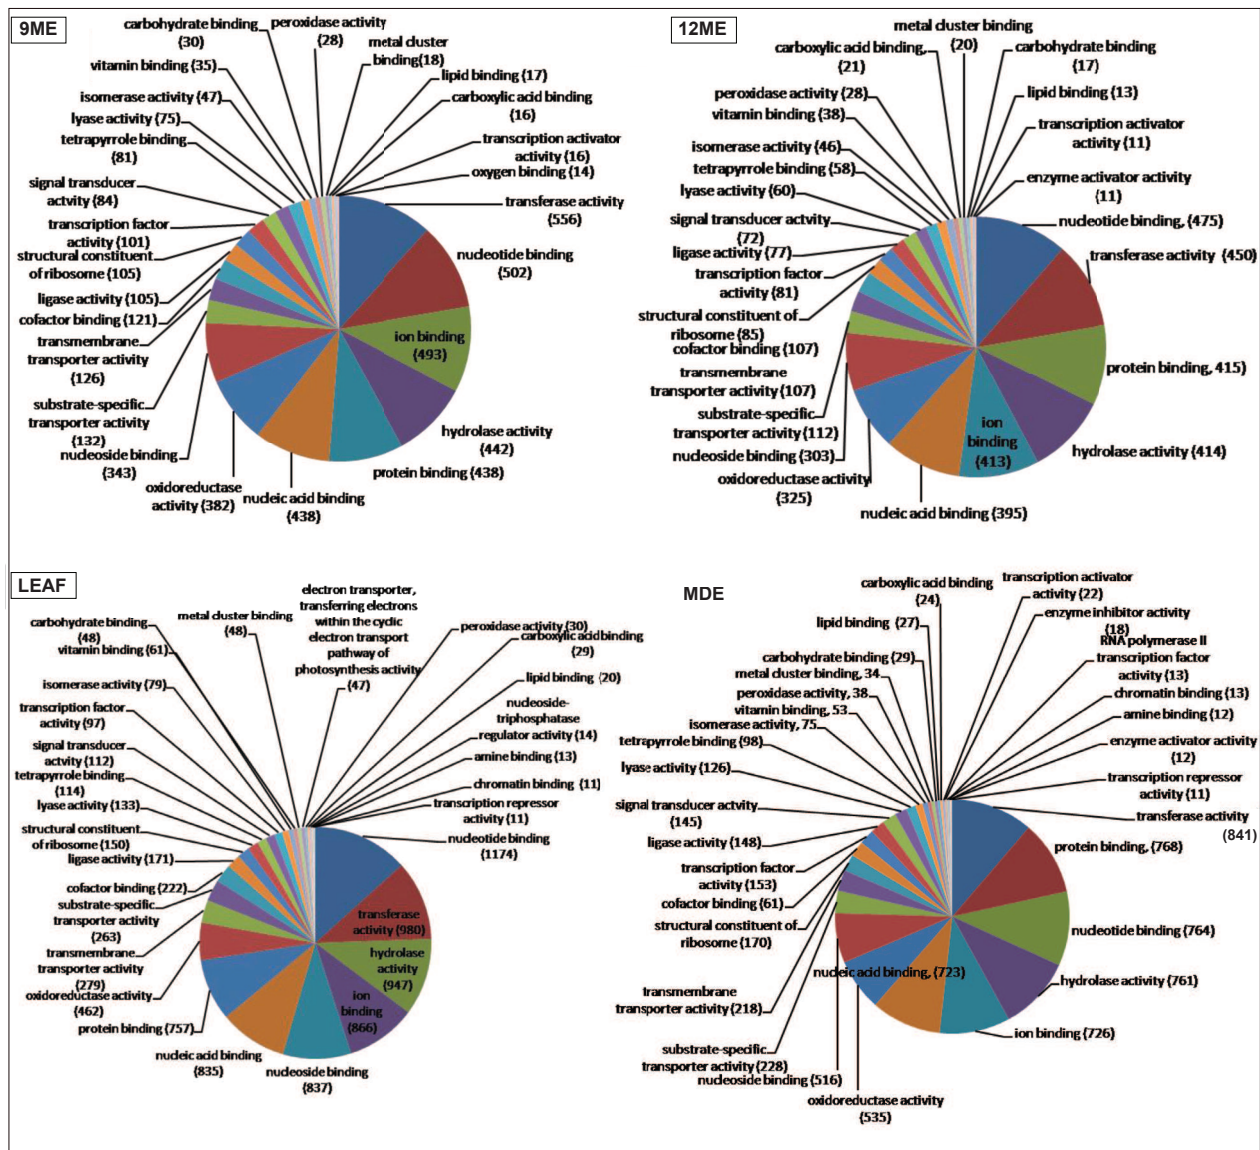 9ME
carbohydrate binding
(30)
peroxidase activity
(28)
metal cluster
binding(18)
vitamin binding (35)
lipid binding (17)
isomerase activity (47)
carboxylic acid binding
(16)
lyase activity (75)
transcription activator
activity (16)
tetrapyrrole binding
(81)
oxygen binding (14)
signal transducer
actvity (84)
transferase activity
(556)
transcription factor
activity (101)
nucleotide binding
(502)
structural constituent
of ribosome (105)
ligase activity (105)
ion binding
(493)
cofactor binding (121)
transmembrane
transporter activity
(126)
substrate-specific
transporter activity
(132)
hydrolase activity
(442)
nucleoside binding
(343)
protein binding (438)
oxidoreductase
activity (382)
nucleic acid binding
(438)
12ME
metal cluster binding
(20)
carboxylic acid binding,
(21)
carbohydrate binding
(17)
peroxidase activity (28)
lipid binding (13)
vitamin binding (38)
transcription activator
activity (11)
isomerase activity (46)
tetrapyrrole binding (58)
enzyme activator activity
(11)
lyase activity (60)
signal transducer actvity
(72)
nucleotide binding, (475)
ligase activity (77)
transferase activity (450)
transcription factor
activity (81)
structural constituent of
ribosome (85)
cofactor binding (107)
protein binding, 415)
transmembrane
transporter activity (107)
substrate-specific
transporter activity (112)
ion
binding
(413)
nucleoside binding (303)
hydrolase activity (414)
oxidoreductase activity
(325)
nucleic acid binding (395)
LEAF
electron transporter,
transferring electrons
within the cyclic
electron transport
pathway of
photosynthesis activity
(47)
metal cluster binding
(48)
carbohydrate binding
(48)
peroxidase activity (30)
carboxylic acid binding
(29)
vitamin binding (61)
isomerase activity (79)
lipid binding (20)
transcription factor
activity (97)
nucleoside-
triphosphatase
regulator activity (14)
signal transducer
activity (112)
amine binding (13)
tetrapyrrole binding
(114)
chromatin binding (11)
lyase activity (133)
transcription repressor
activity (11)
structural constituent
of ribosome (150)
nucleotide binding
(1174)
ligase activity (171)
cofactor binding (222)
substrate-specific
transporter activity
(263)
transferase
activity (980)
transmembrane
transporter activity
(279)
hydrolase
activity
(947)
oxidoreductase activity
(462)
ion
binding
(866)
protein binding (757)
nucleic acid binding
(835)
nucleoside binding
(837)
MDE
carboxylic acid binding
(24)
transcription activator
activity (22)
lipid binding (27)
enzyme inhibitor activity
(18)
RNA polymerase II
transcription factor
activity (13)
carbohydrate binding (29)
metal cluster binding, 34
chromatin binding (13)
peroxidase activity, 38
vitamin binding, 53
amine binding (12)
isomerase activity, 75
tetrapyrrole binding (98)
enzyme activator activity
(12)
lyase activity (126)
transcription repressor
activity (11)
signal transducer actvity
(145)
transferase activity
(841)
ligase activity (148)
protein binding, (768)
transcription factor
activity (153)
cofactor binding (61)
structural constituent of
ribosome (170)
nucleotide binding (764)
nucleic acid binding, (723)
hydrolase activity (761)
transmembrane
transporter activity (218)
ion binding (726)
substrate-specific
transporter activity (228)
nucleoside binding (516)
oxidoreductase activity
(535)